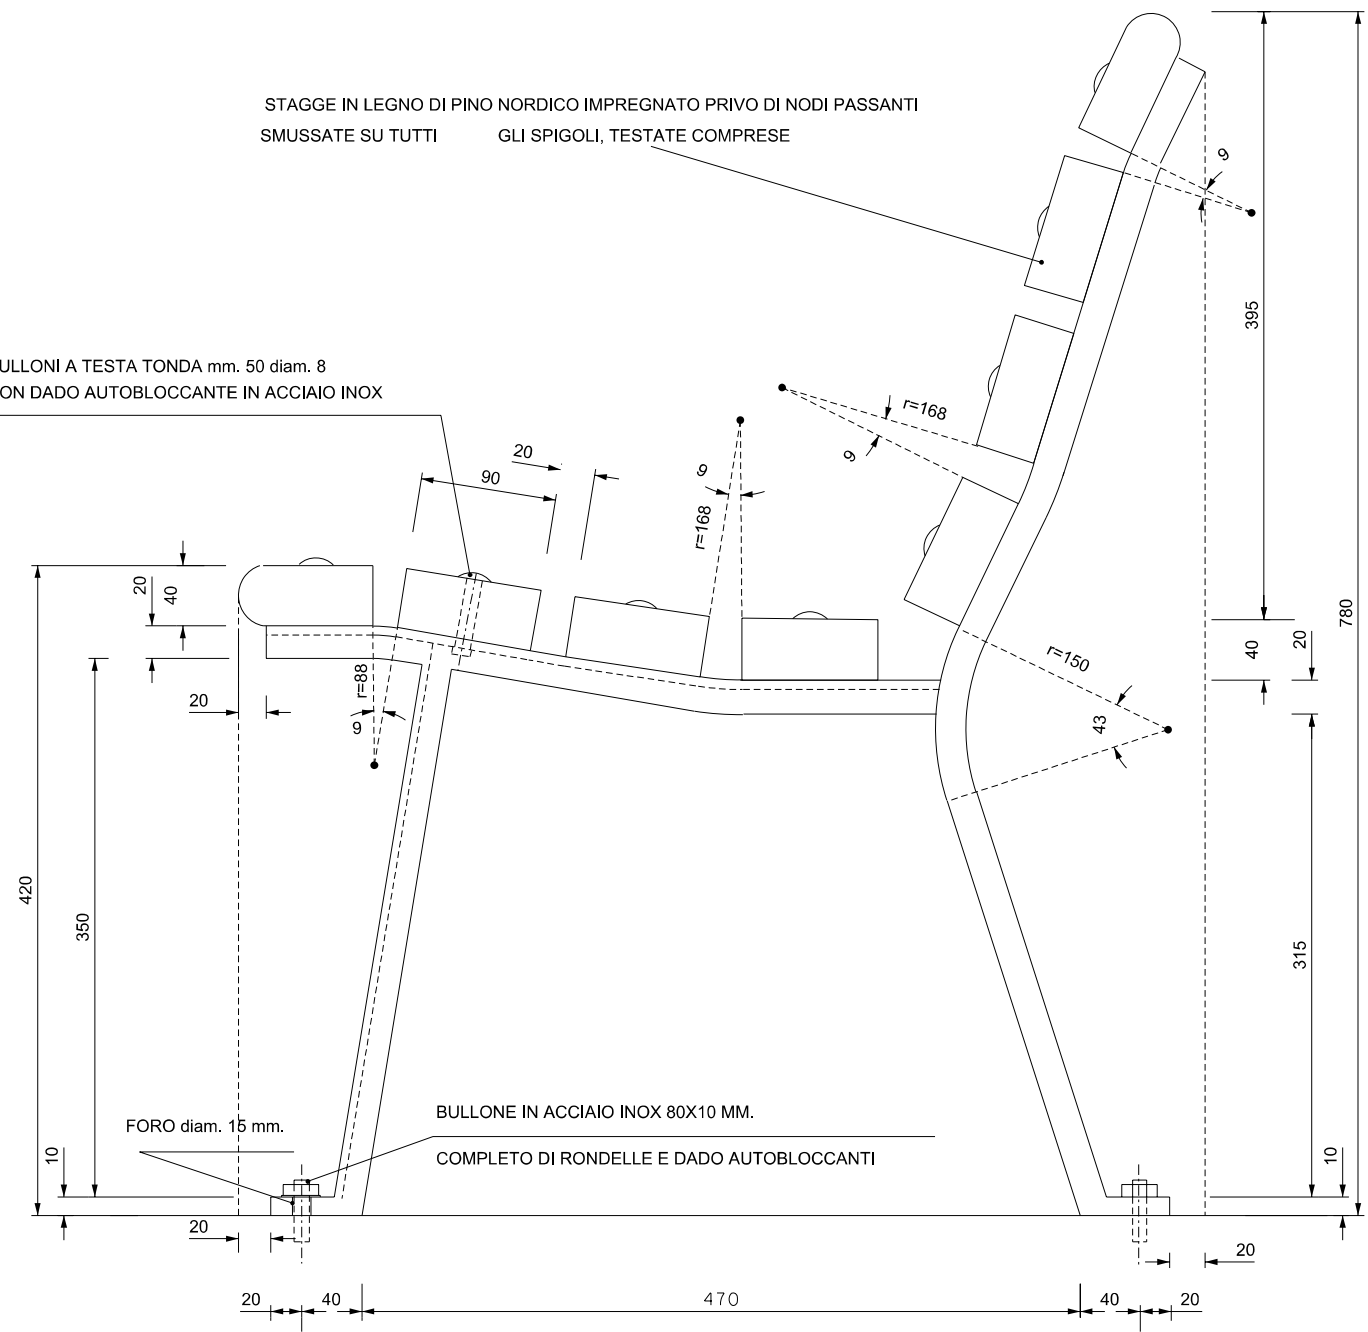 STAGGE IN LEGNO DI PINO NORDICO IMPREGNATO PRIVO DI NODI PASSANTI
SMUSSATE SU TUTTI GLI SPIGOLI, TESTATE COMPRESE
9
395
ULLONI A TESTA TONDA mm. 50 diam. 8
ON DADO AUTOBLOCCANTE IN ACCIAIO INOX
r=168
9
20
90
9
r=168
20
40
780
40
20
r=150
r=88
20
9
43
420
350
315
BULLONE IN ACCIAIO INOX 80X10 MM.
FORO diam. 15 mm.
COMPLETO DI RONDELLE E DADO AUTOBLOCCANTI
10
10
20
20
20
40
470
40
20